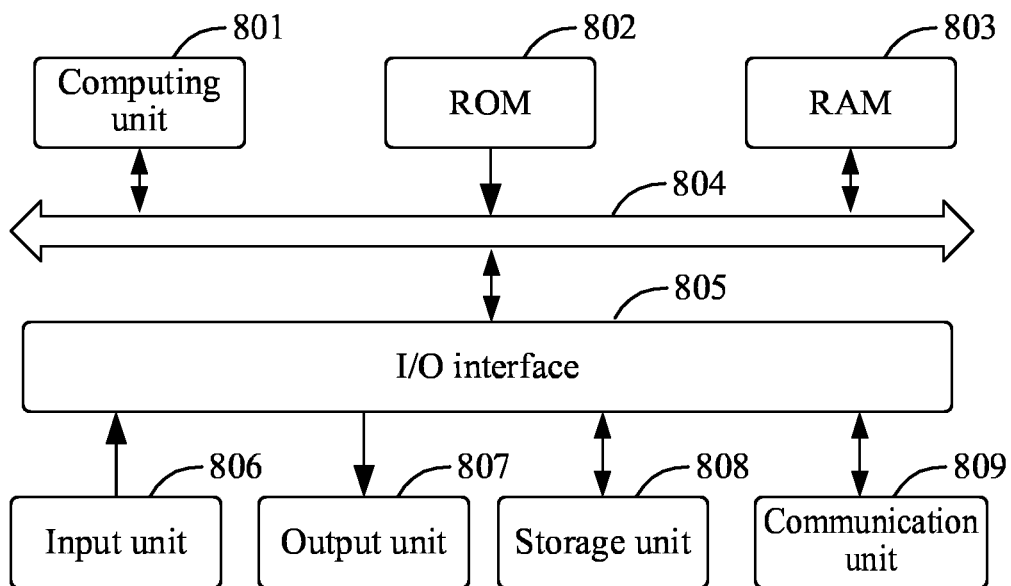 801
802
803
Computing
unit
ROM
RAM
804
805
I/O interface
806
807
808
809
Input unit
Output unit
Storage unit
Communication
unit